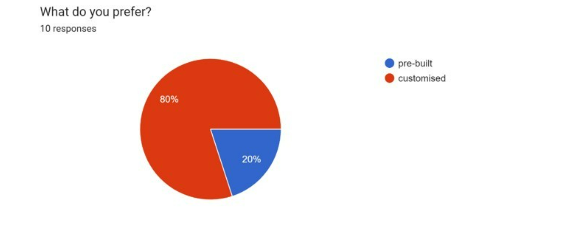 What do you prefer?
10 responses
pre-built
customised
80%
20%